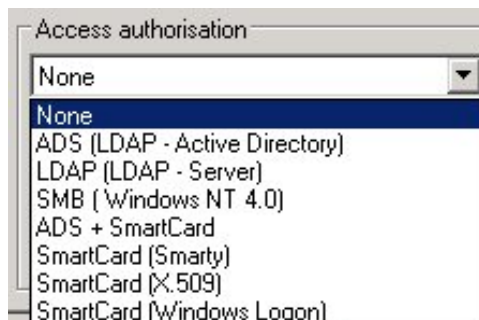 Access authorisation
None
None
ADS (LDAP - Active Directory)
LDAP (LDAP - Server)
SMB ( Windows NT 4.0)
ADS + SmartCard
SmartCard (Smarty)
SmartCard (X.509)
SmartCard (Windows Logon)